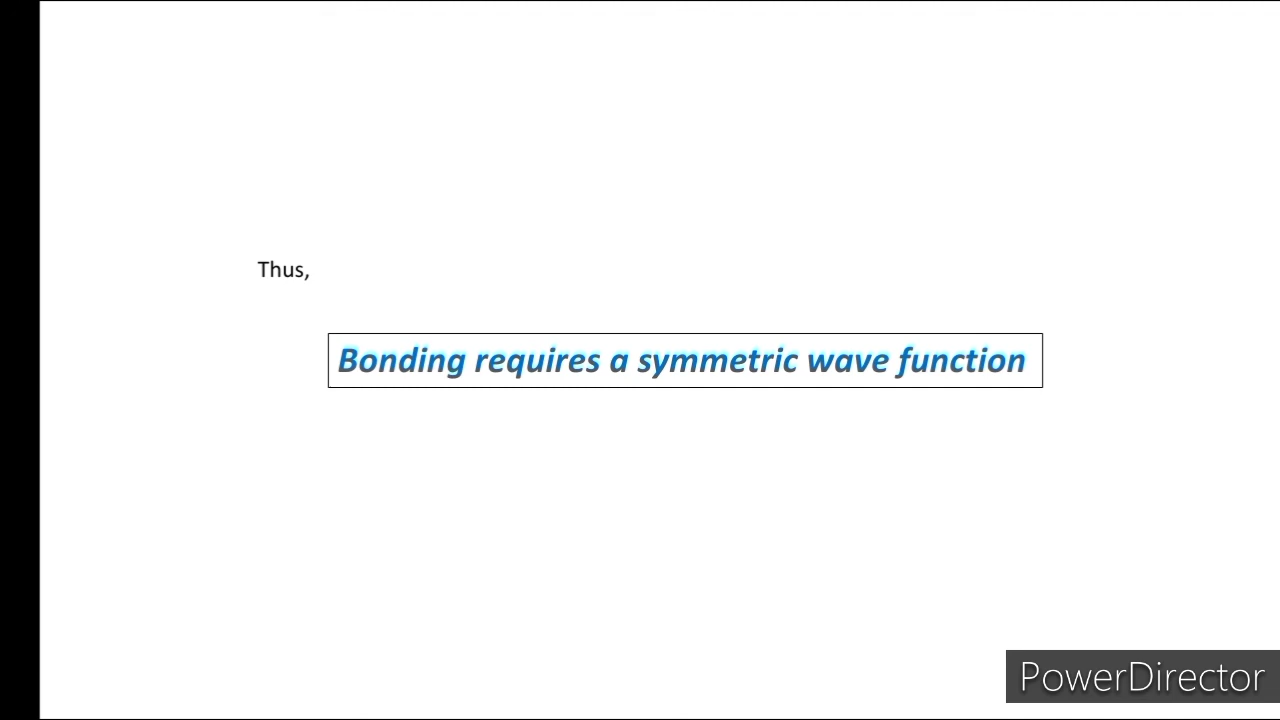 Thus,
Bonding requires a symmetric wave function
PowerDirector